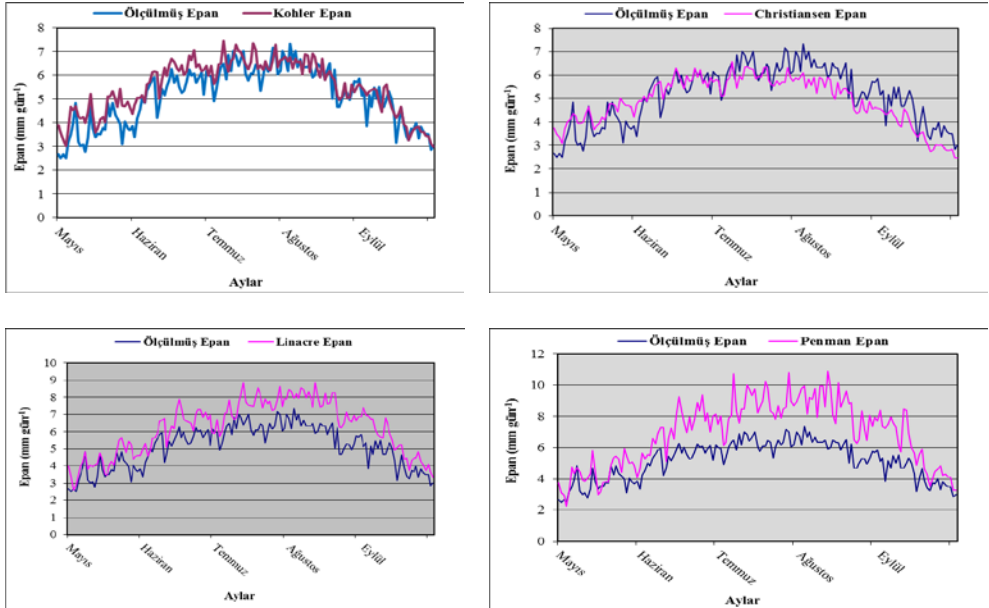 Ölçülmüş Epan Kohler Epan
Epan (mm gün⁻¹)
8
7
6
5
4
3
2
1
0
Mayıs Haziran Temmuz Ağustos Eylül
Aylar
Ölçülmüş Epan Christiansen Epan
Epan (mm gün⁻¹)
8
7
6
5
4
3
2
1
0
Mayıs Haziran Temmuz Ağustos Eylül
Aylar
Ölçülmüş Epan Linacre Epan
Epan (mm gün⁻¹)
10
9
8
7
6
5
4
3
2
1
0
Mayıs Haziran Temmuz Ağustos Eylül
Aylar
Ölçülmüş Epan Penman Epan
Epan (mm gün⁻¹)
12
10
8
6
4
2
0
Mayıs Haziran Temmuz Ağustos Eylül
Aylar